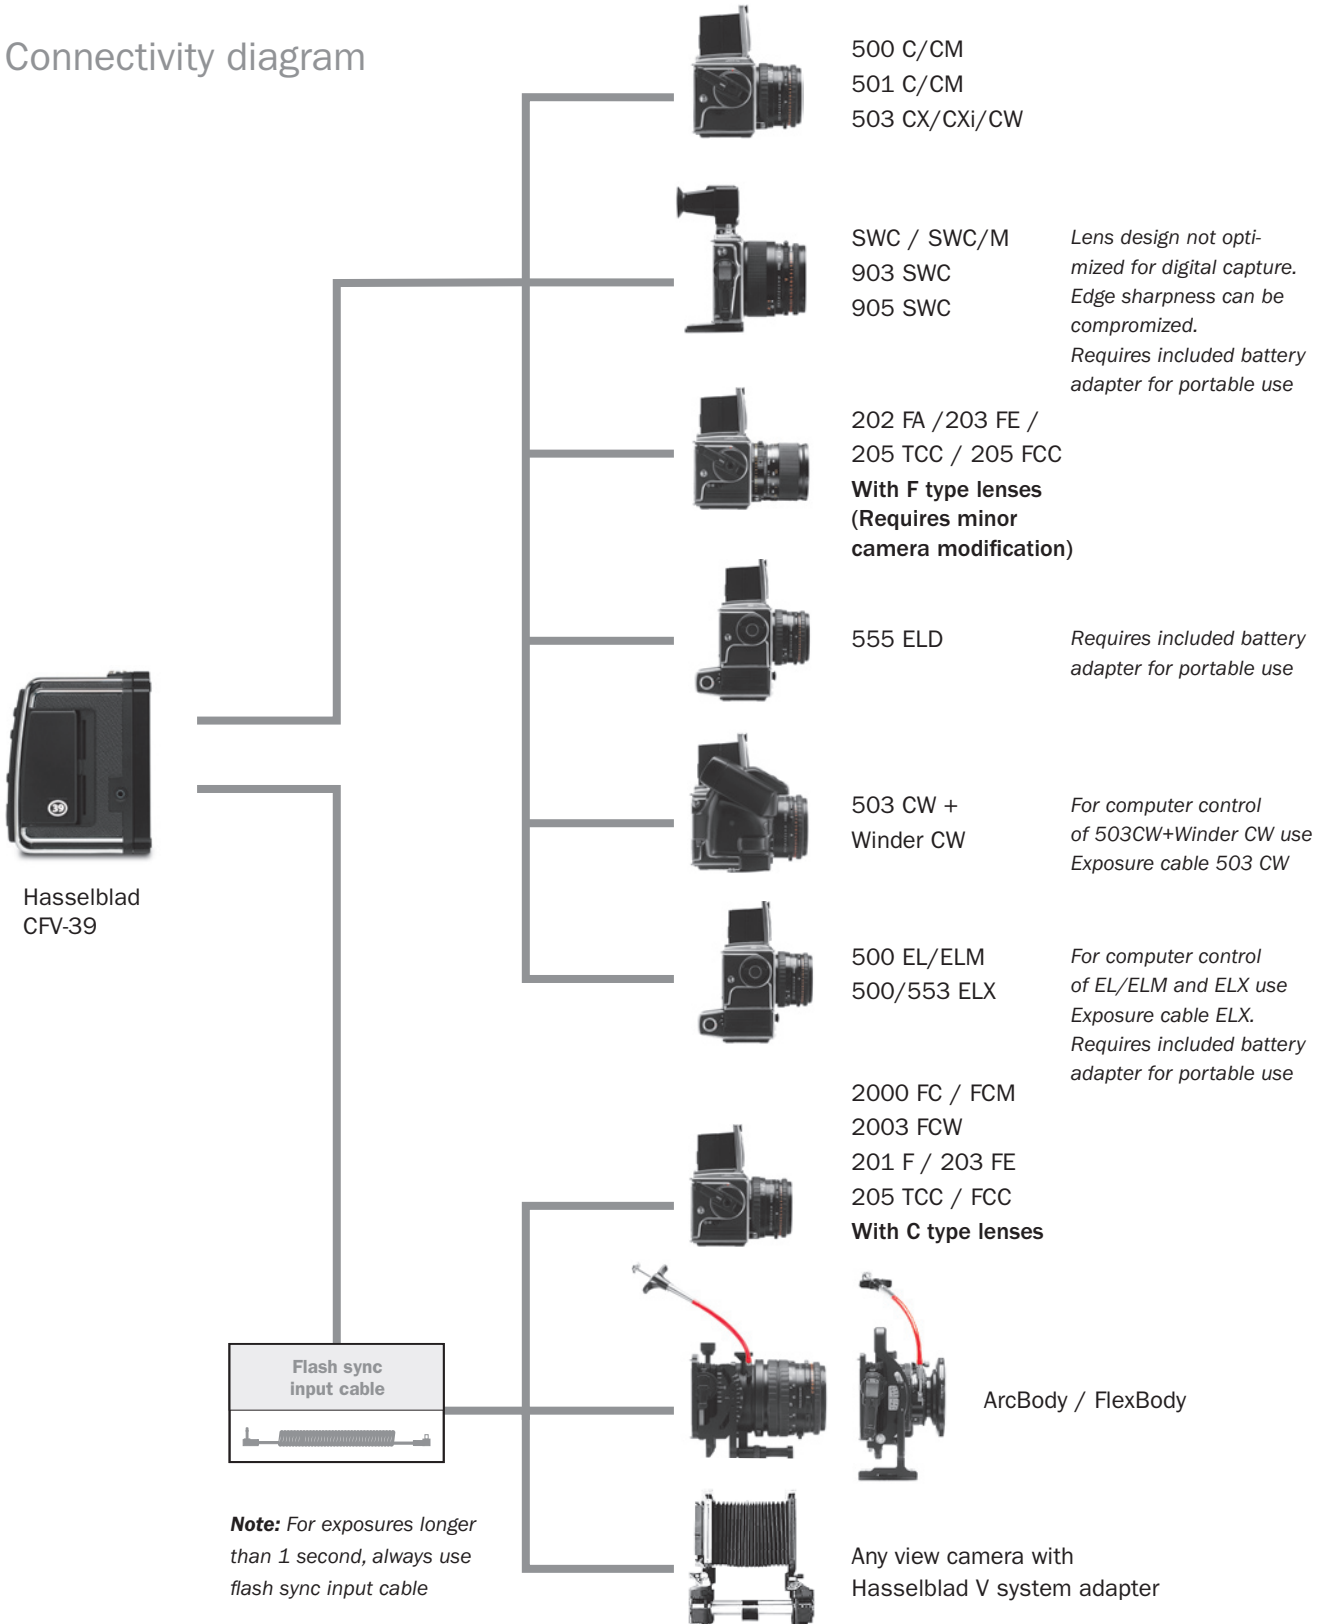 Connectivity diagram
500 C/CM
501 C/CM
503 CX/CXi/CW
SWC / SWC/M
903 SWC
905 SWC
Lens design not opti-
mized for digital capture.
Edge sharpness can be
compromized.
Requires included battery
adapter for portable use
202 FA /203 FE /
205 TCC / 205 FCC
With F type lenses
(Requires minor
camera modification)
555 ELD
Requires included battery
adapter for portable use
39
Hasselblad
CFV-39
503 CW +
Winder CW
For computer control
of 503CW+Winder CW use
Exposure cable 503 CW
500 EL/ELM
500/553 ELX
For computer control
of EL/ELM and ELX use
Exposure cable ELX.
Requires included battery
adapter for portable use
2000 FC / FCM
2003 FCW
201 F / 203 FE
205 TCC / FCC
With C type lenses
Flash sync
input cable
ArcBody / FlexBody
Note: For exposures longer
than 1 second, always use
flash sync input cable
Any view camera with
Hasselblad V system adapter